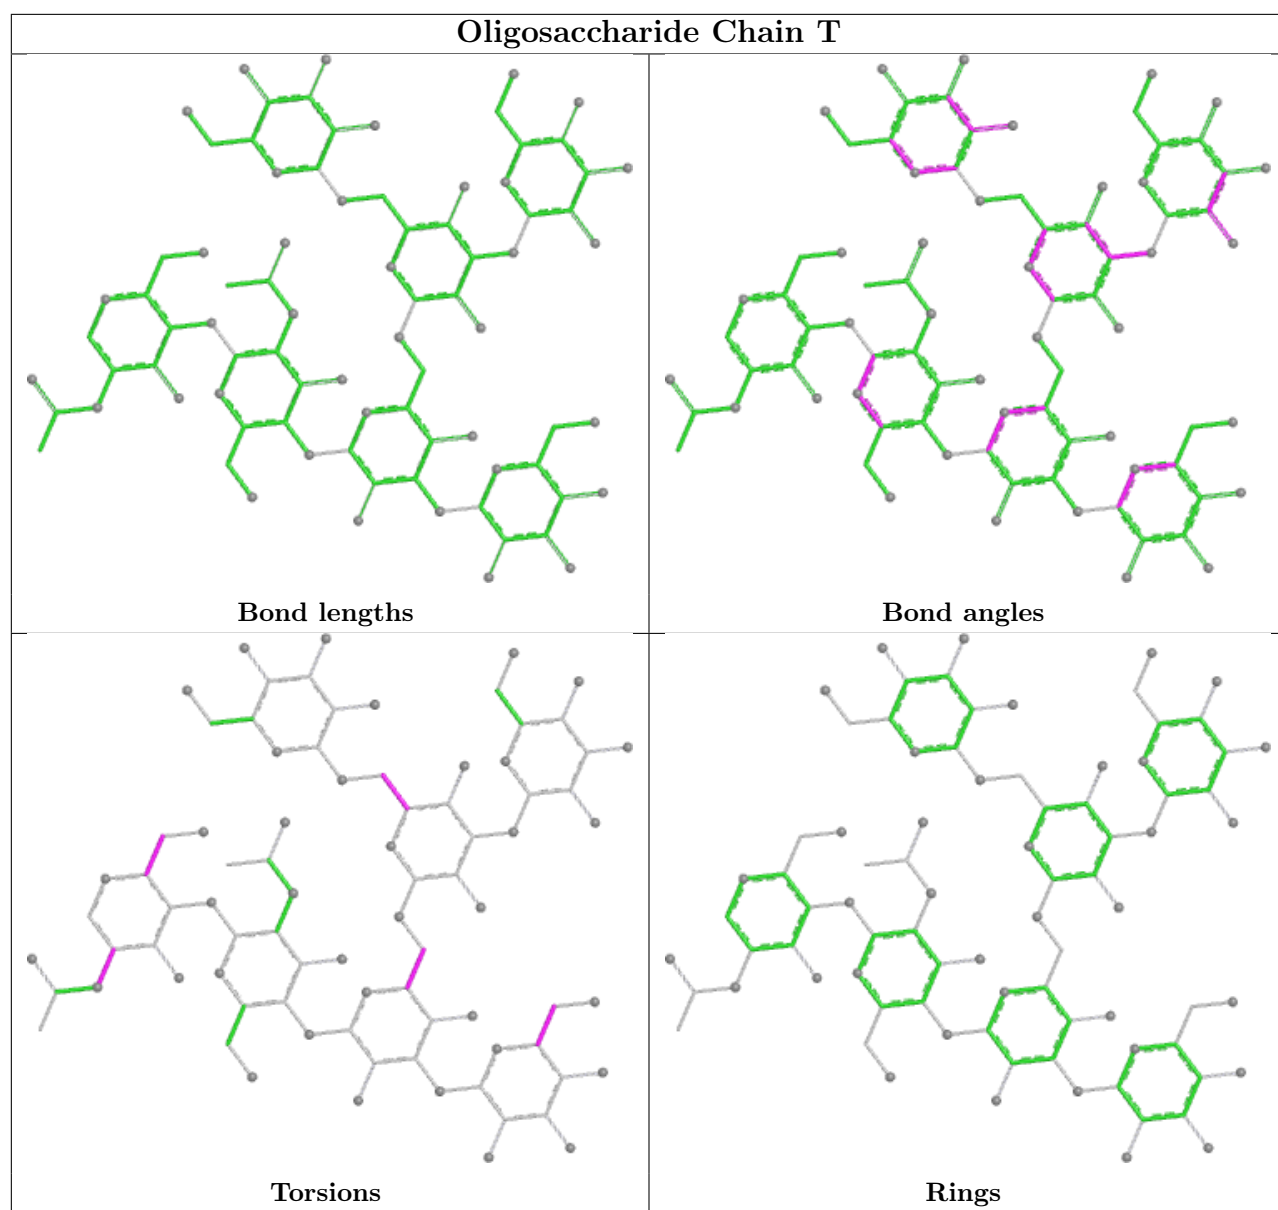 Oligosaccharide Chain T
Bond lengths
Bond angles
Torsions
Rings